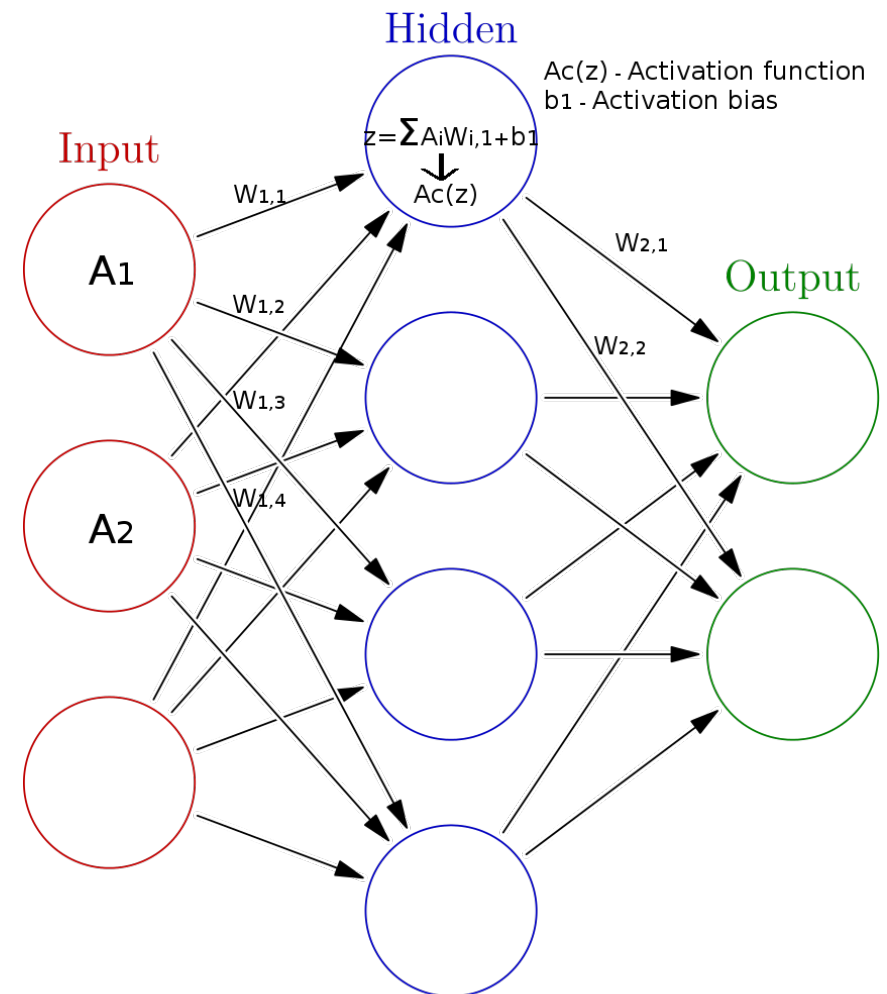 Hidden
Ac(z) - Activation function
b1 - Activation bias
z=ΣAiWi,1+b1
Ac(z)
Input
W1,1
A1
W1,2
W1,3
W1,4
A2
W2,1
W2,2
Output